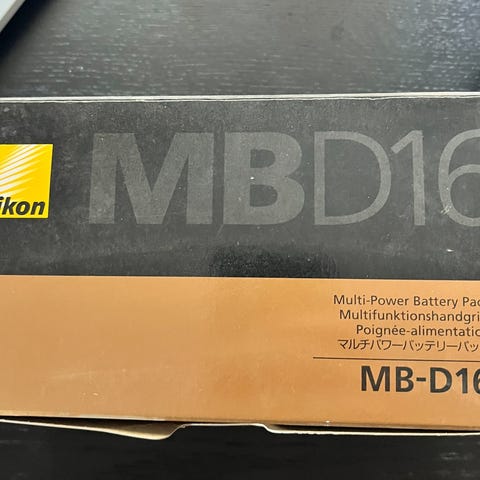 MBD16
ikon
Multi-Power Battery Pac
Multifunktionshandgri
Poignée-alimentatio
マルチパワーバッテリーパッ
MB-D16